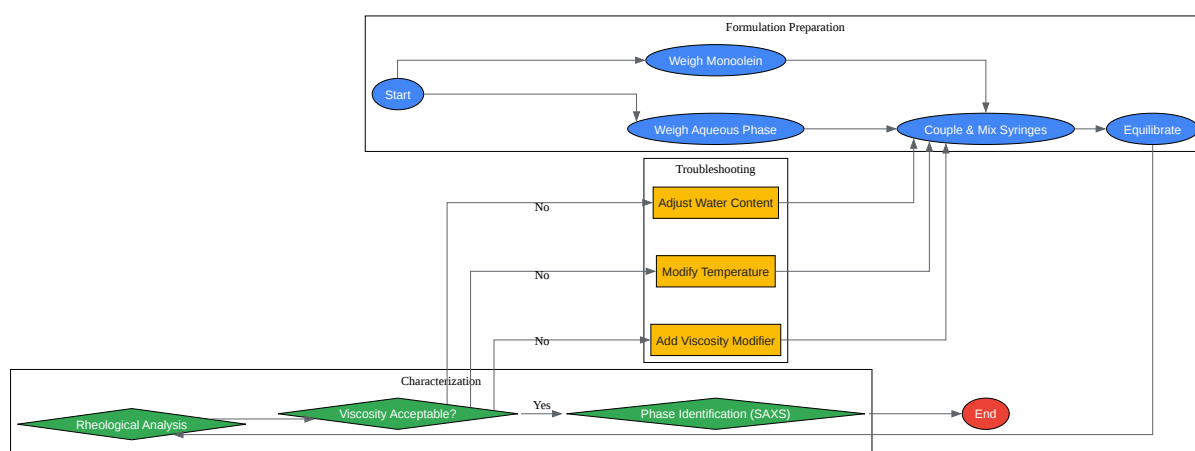 Formulation Preparation
Weigh Monoolein
Start
Weigh Aqueous Phase
Couple & Mix Syringes
Equilibrate
Troubleshooting
Adjust Water Content
No
Modify Temperature
No
Add Viscosity Modifier
No
Characterization
Rheological Analysis
Viscosity Acceptable?
Yes
Phase Identification (SAXS)
End